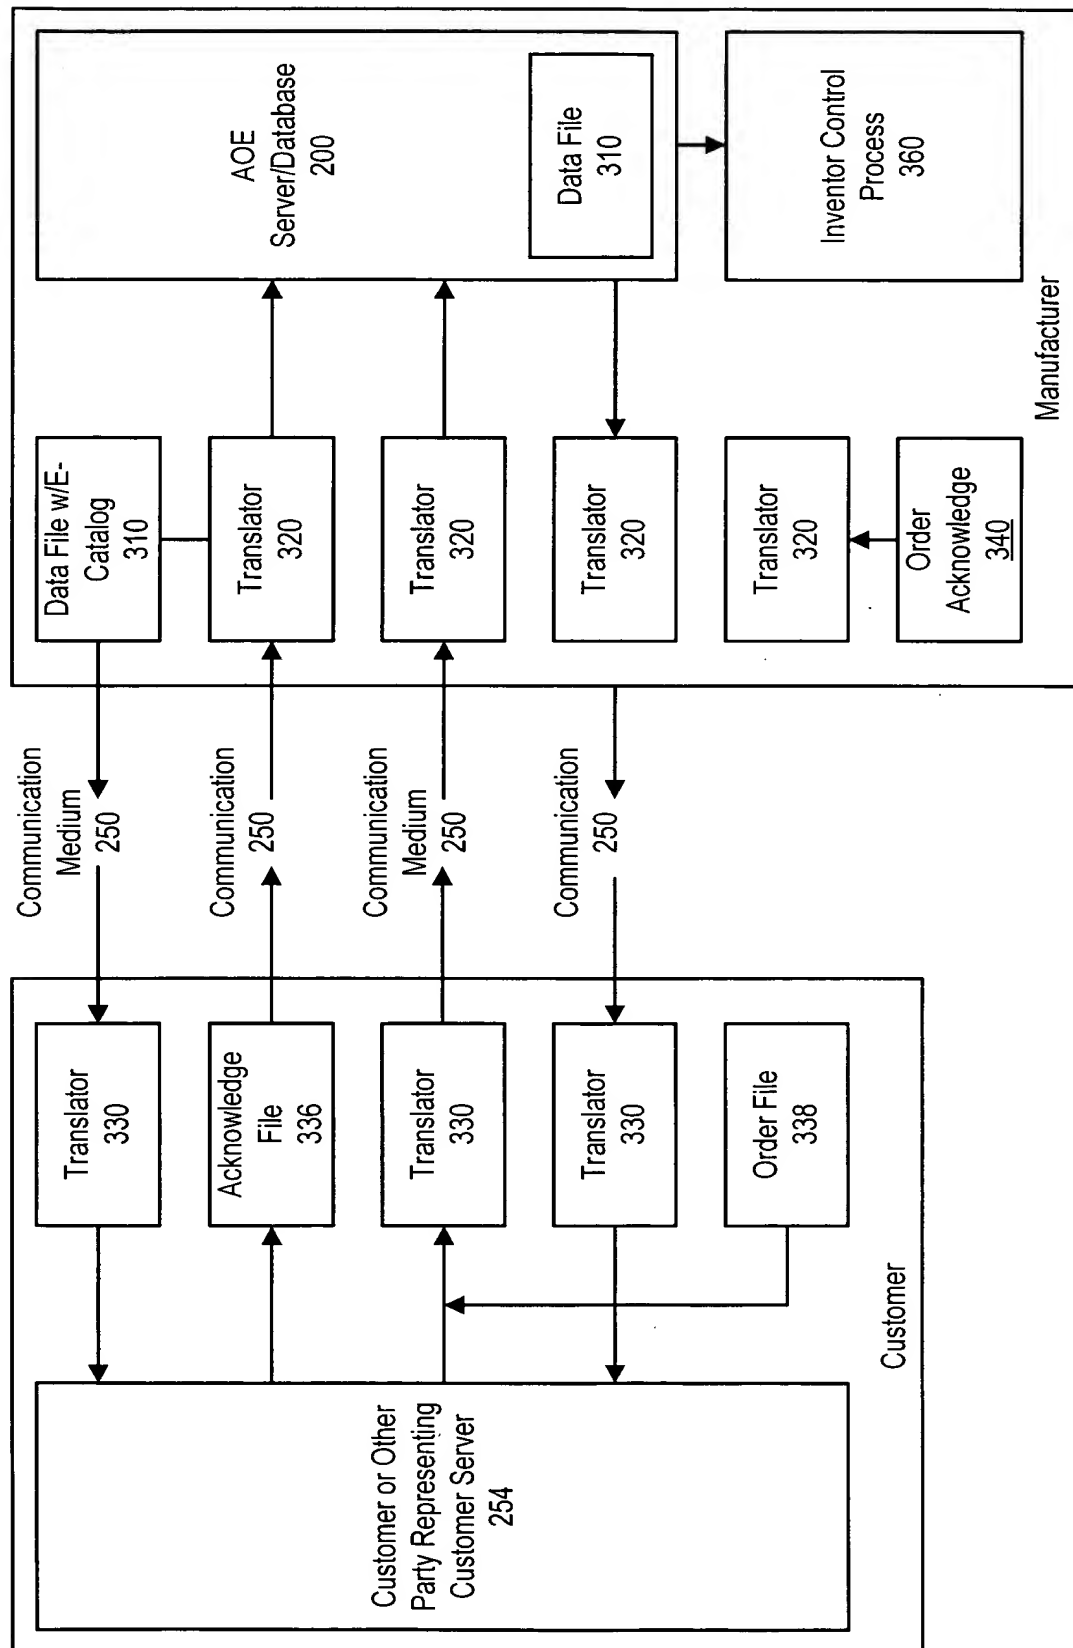 Customer or Other
Party Representing
Customer Server
254
Translator
330
Acknowledge
File
336
Translator
330
Translator
330
Order File
338
Customer
Communication
Medium
250
Communication
250
Communication
Medium
250
Communication
250
Data File w/E-
Catalog
310
Translator
320
Translator
320
Translator
320
Translator
320
Order
Acknowledge
340
AOE
Server/Database
200
Data File
310
Inventor Control
Process
360
Manufacturer